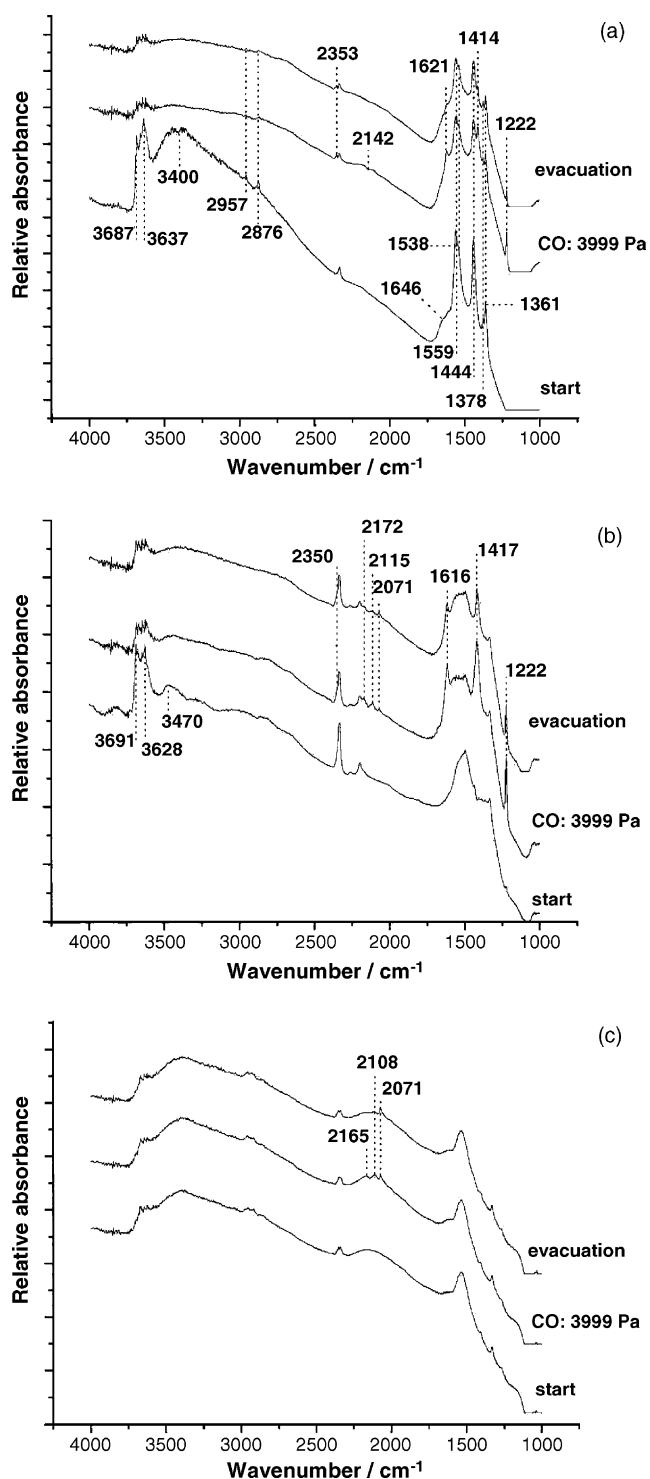 (a)
2353
1414
1621
1222
2142
evacuation
3400
2957
3687
3637
2876
1538
CO: 3999 Pa
1646
1361
1559
1444
start
1378
Relative absorbance
4000 3500 3000 2500 2000 1500 1000
Wavenumber / cm-1
(b)
2172
2350
2115
1417
2071
1616
1222
evacuation
3691
3628
3470
CO: 3999 Pa
start
Relative absorbance
4000 3500 3000 2500 2000 1500 1000
Wavenumber / cm-1
(c)
2108
2071
2165
evacuation
CO: 3999 Pa
start
Relative absorbance
4000 3500 3000 2500 2000 1500 1000
Wavenumber / cm-1